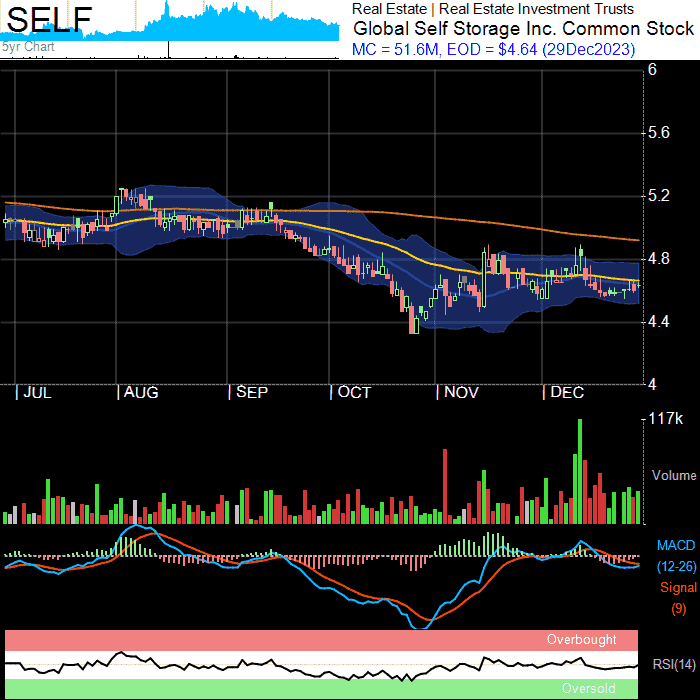 SELF
5yr Chart
Real Estate | Real Estate Investment Trusts
Global Self Storage Inc. Common Stock
MC = 51.6M, EOD = $4.64 (29Dec2023)
6
5.6
5.2
4.8
4.4
4
| JUL | AUG | SEP | OCT | NOV | DEC
117k
Volume
MACD
(12-26)
Signal
(9)
Overbought
RSI(14)
Oversold